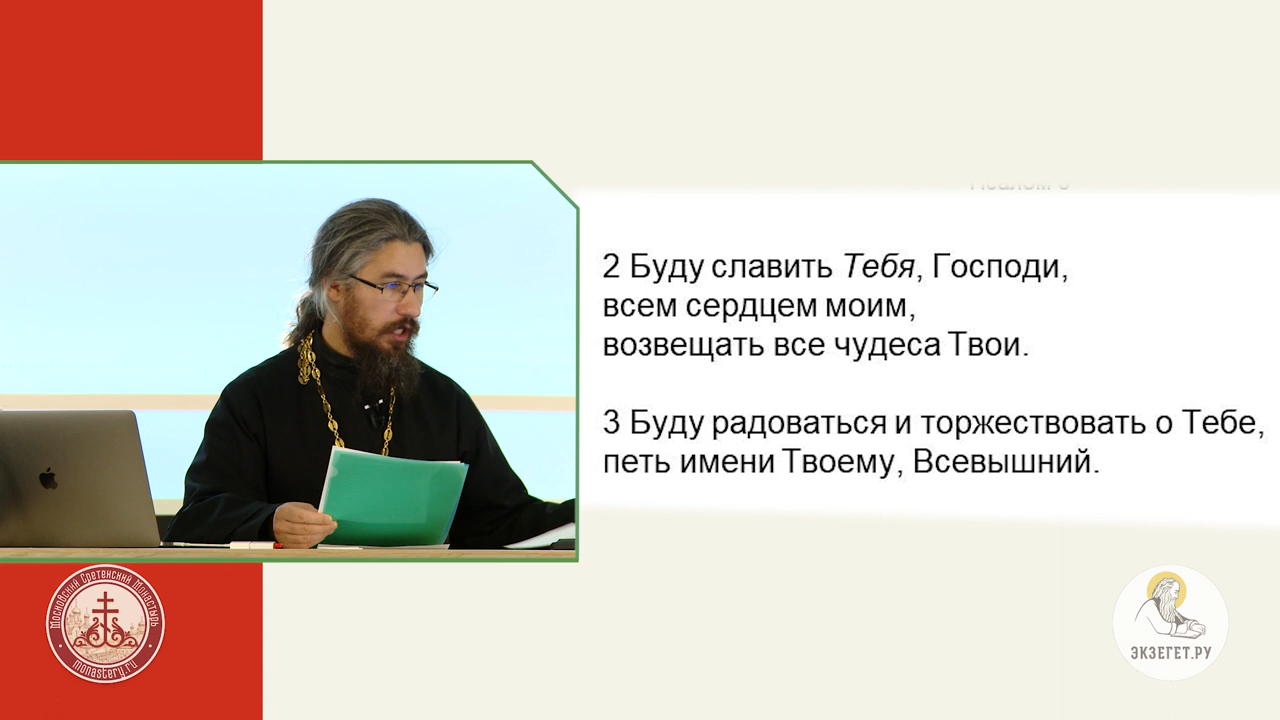 2 Буду славить Тебя, Господи,
всем сердцем моим,
возвещать все чудеса Твои.
3 Буду радоваться и торжествовать о Тебе,
петь имени Твоему, Всевышний.
Московский Сретенский Монастырь
monastery.ru
ЭКЗЕГЕТ.РУ